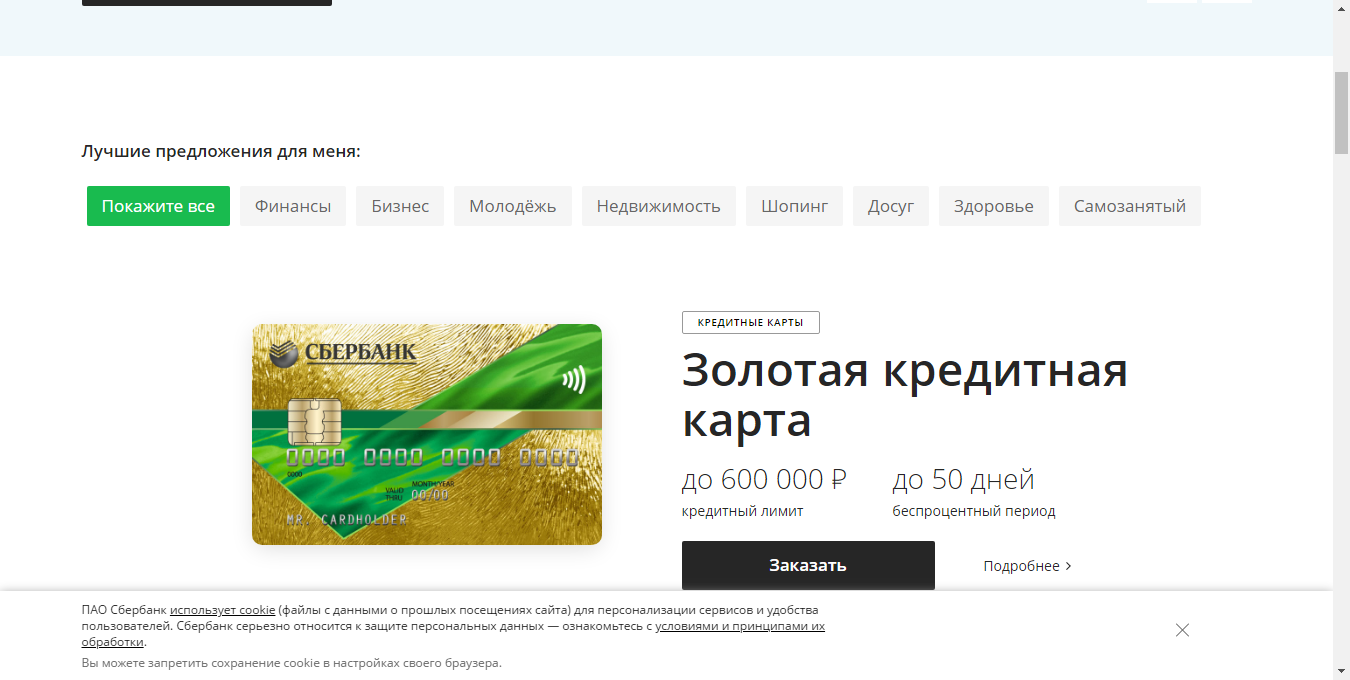 Лучшие предложения для меня:
Покажите все Финансы Бизнес Молодёжь Недвижимость Шопинг Досуг Здоровье Самозанятый
КРЕДИТНЫЕ КАРТЫ
Золотая кредитная
карта
до 600 000 ₽ до 50 дней
кредитный лимит беспроцентный период
Заказать Подробнее
СБЕРБАНК
0000 0000 0000 0000
0000
VALID THRU MONTH/YEAR 00/00
MR. CARDHOLDER
ПАО Сбербанк использует cookie (файлы с данными о прошлых посещениях сайта) для персонализации сервисов и удобства
пользователей. Сбербанк серьезно относится к защите персональных данных — ознакомьтесь с условиями и принципами их
обработки.
Вы можете запретить сохранение cookie в настройках своего браузера.